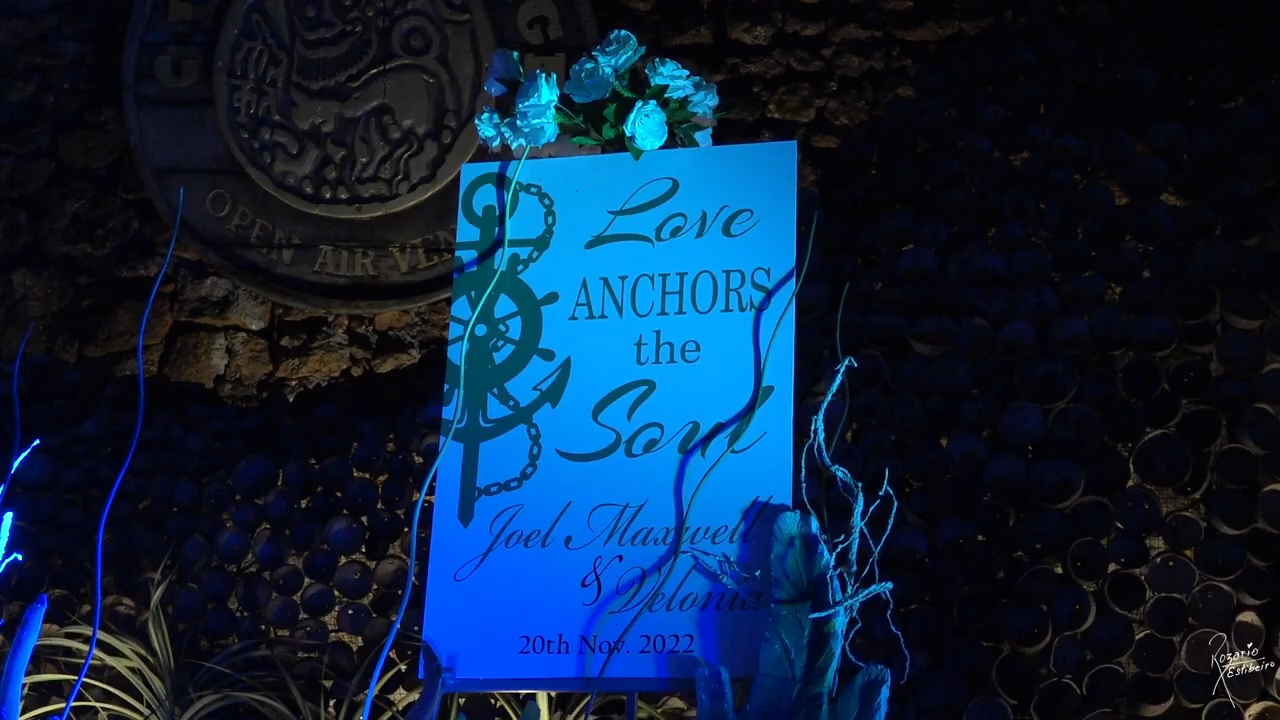 OPEN AIR VEN
Love
ANCHORS
the
Soul
Joel Maxwell
&
Velonia
20th Nov. 2022
Rozario
Estibeiro